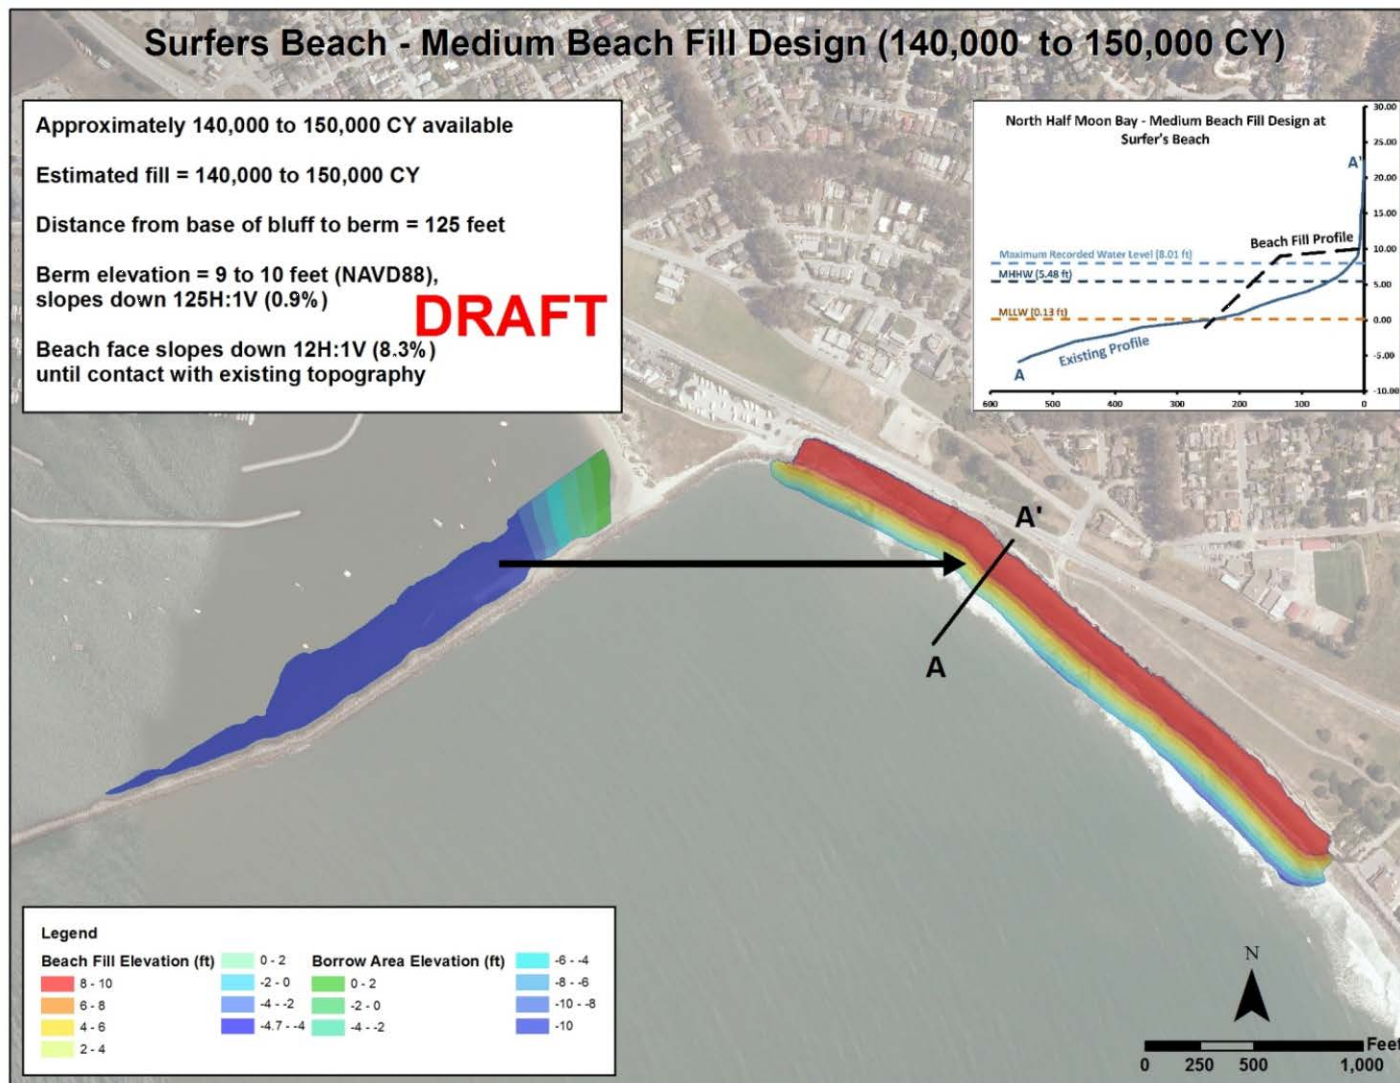 Surfers Beach - Medium Beach Fill Design (140,000 to 150,000 CY)
Approximately 140,000 to 150,000 CY available
Estimated fill = 140,000 to 150,000 CY
Distance from base of bluff to berm = 125 feet
Berm elevation = 9 to 10 feet (NAVD88),
slopes down 125H:1V (0.9%)
DRAFT
Beach face slopes down 12H:1V (8.3%)
until contact with existing topography
North Half Moon Bay - Medium Beach Fill Design at
Surfer's Beach
A'
30.00
25.00
20.00
15.00
10.00
5.00
0.00
-5.00
-10.00
Beach Fill Profile
Maximum Recorded Water Level (8.01 ft)
MHHW (5.48 ft)
MLLW (0.13 ft)
Existing Profile
A
600
500
400
300
200
100
0
A'
A
Legend
Beach Fill Elevation (ft)
8 - 10
6 - 8
4 - 6
2 - 4
0 - 2
-2 - 0
-4 - -2
-4.7 - -4
Borrow Area Elevation (ft)
0 - 2
-2 - 0
-4 - -2
-6 - -4
-8 - -6
-10 - -8
-10
N
Feet
0 250 500 1,000